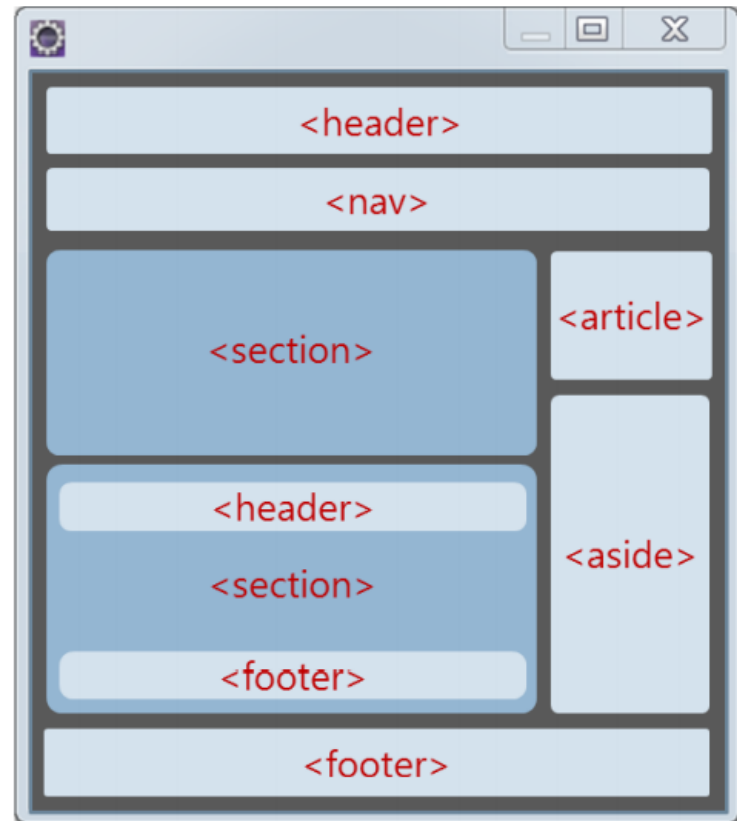 <header>
<nav>
<section>
<article>
<header>
<section>
<footer>
<aside>
<footer>